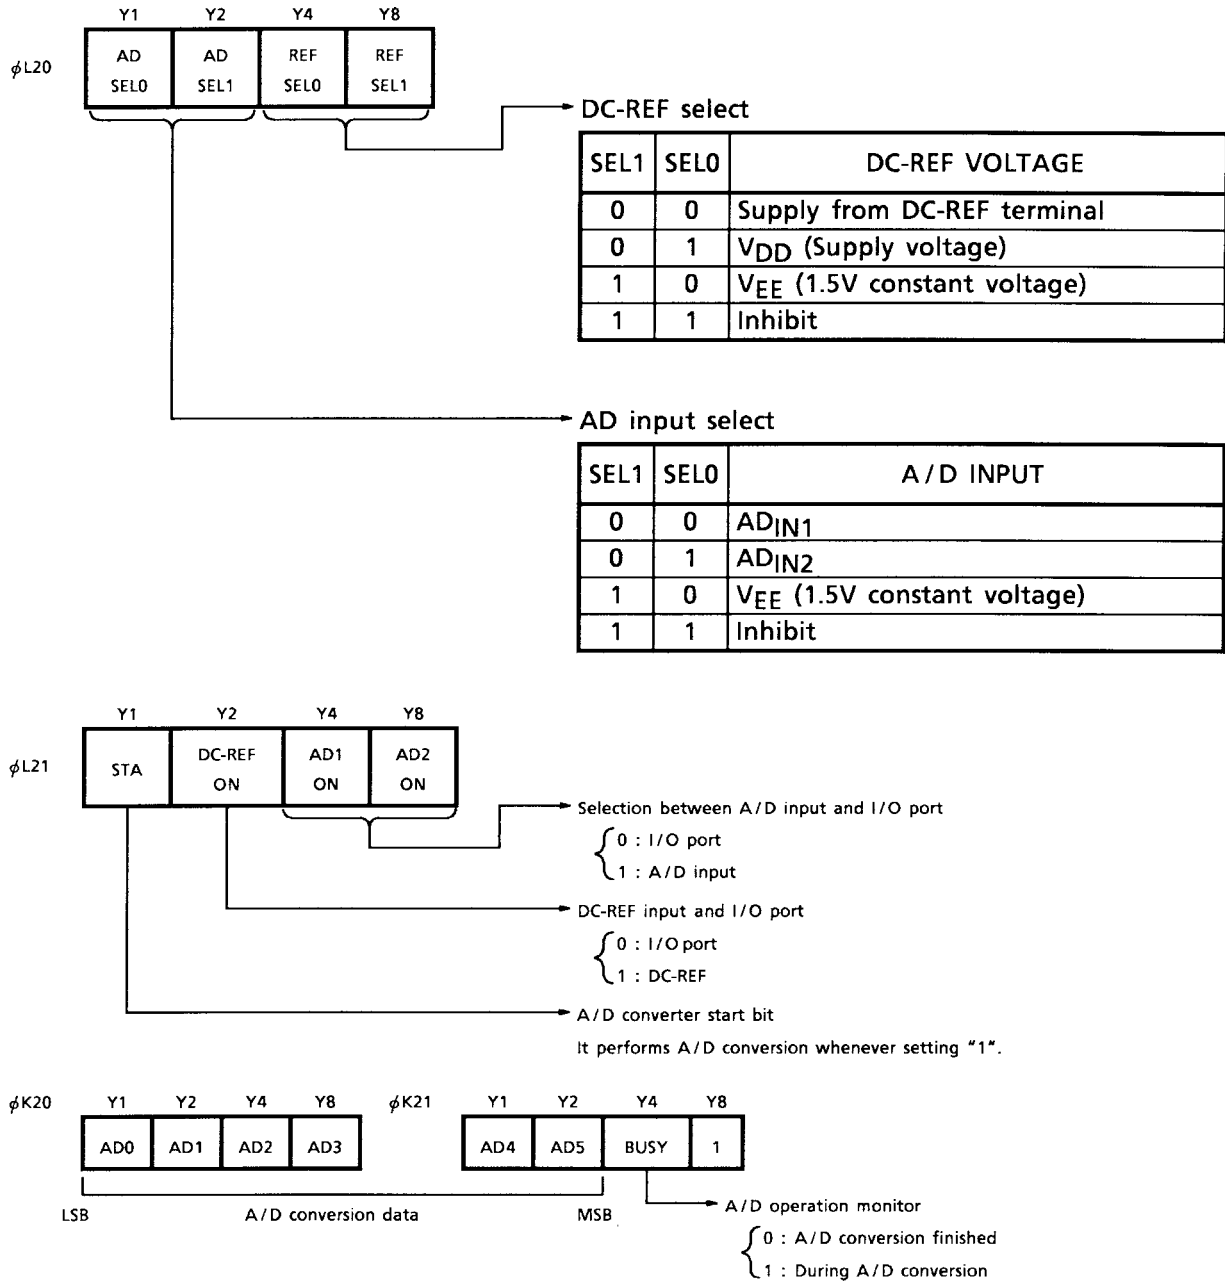 Y1 Y2 Y4 Y8
ϕL20
AD SEL0
AD SEL1
REF SEL0
REF SEL1
DC-REF select
SEL1 SEL0 DC-REF VOLTAGE
0 0 Supply from DC-REF terminal
0 1 VDD (Supply voltage)
1 0 VEE (1.5V constant voltage)
1 1 Inhibit
AD input select
SEL1 SEL0 A/D INPUT
0 0 ADIN1
0 1 ADIN2
1 0 VEE (1.5V constant voltage)
1 1 Inhibit
Y1 Y2 Y4 Y8
ϕL21
STA
DC-REF ON
AD1 ON
AD2 ON
Selection between A/D input and I/O port
0 : I/O port
1 : A/D input
DC-REF input and I/O port
0 : I/O port
1 : DC-REF
A/D converter start bit
It performs A/D conversion whenever setting "1".
ϕK20 Y1 Y2 Y4 Y8
AD0 AD1 AD2 AD3
ϕK21 Y1 Y2 Y4 Y8
AD4 AD5 BUSY 1
LSB A/D conversion data MSB
A/D operation monitor
0 : A/D conversion finished
1 : During A/D conversion